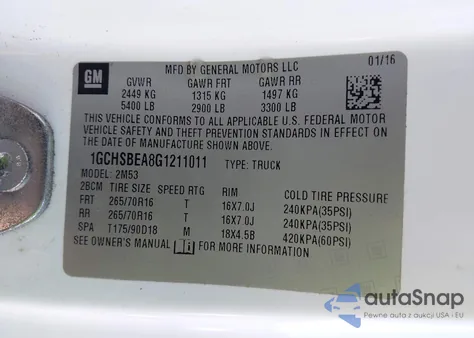 GM
MFD BY GENERAL MOTORS LLC
01/16
GVWR GAWR FRT GAWR RR
2449 KG 1315 KG 1497 KG
5400 LB 2900 LB 3300 LB
THIS VEHICLE CONFORMS TO ALL APPLICABLE U.S. FEDERAL MOTOR
VEHICLE SAFETY AND THEFT PREVENTION STANDARDS IN EFFECT ON
THE DATE OF MANUFACTURE SHOWN ABOVE.
1GCHSBEA8G1211011 TYPE: TRUCK
MODEL: 2M53
2BCM TIRE SIZE SPEED RTG RIM COLD TIRE PRESSURE
FRT 265/70R16 T 16X7.0J 240KPA(35PSI)
RR 265/70R16 T 16X7.0J 240KPA(35PSI)
SPA T175/90D18 M 18X4.5B 420KPA(60PSI)
SEE OWNER'S MANUAL FOR MORE INFORMATION
autoSnap
Pewne auta z aukcji USA - EU